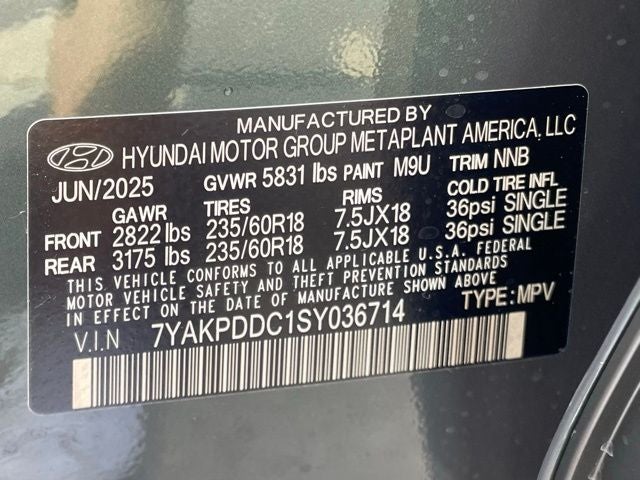 MANUFACTURED BY
HYUNDAI MOTOR GROUP METAPLANT AMERICA, LLC
JUN/2025 GVWR 5831 lbs PAINT M9U TRIM NNB
GAWR TIRES RIMS COLD TIRE INFL
FRONT 2822 lbs 235/60R18 7.5JX18 36psi SINGLE
REAR 3175 lbs 235/60R18 7.5JX18 36psi SINGLE
THIS VEHICLE CONFORMS TO ALL APPLICABLE U.S.A. FEDERAL
MOTOR VEHICLE SAFETY AND THEFT PREVENTION STANDARDS
IN EFFECT ON THE DATE OF MANUFACTURE SHOWN ABOVE
V.I.N 7YAKPDDC1SY036714 TYPE: MPV